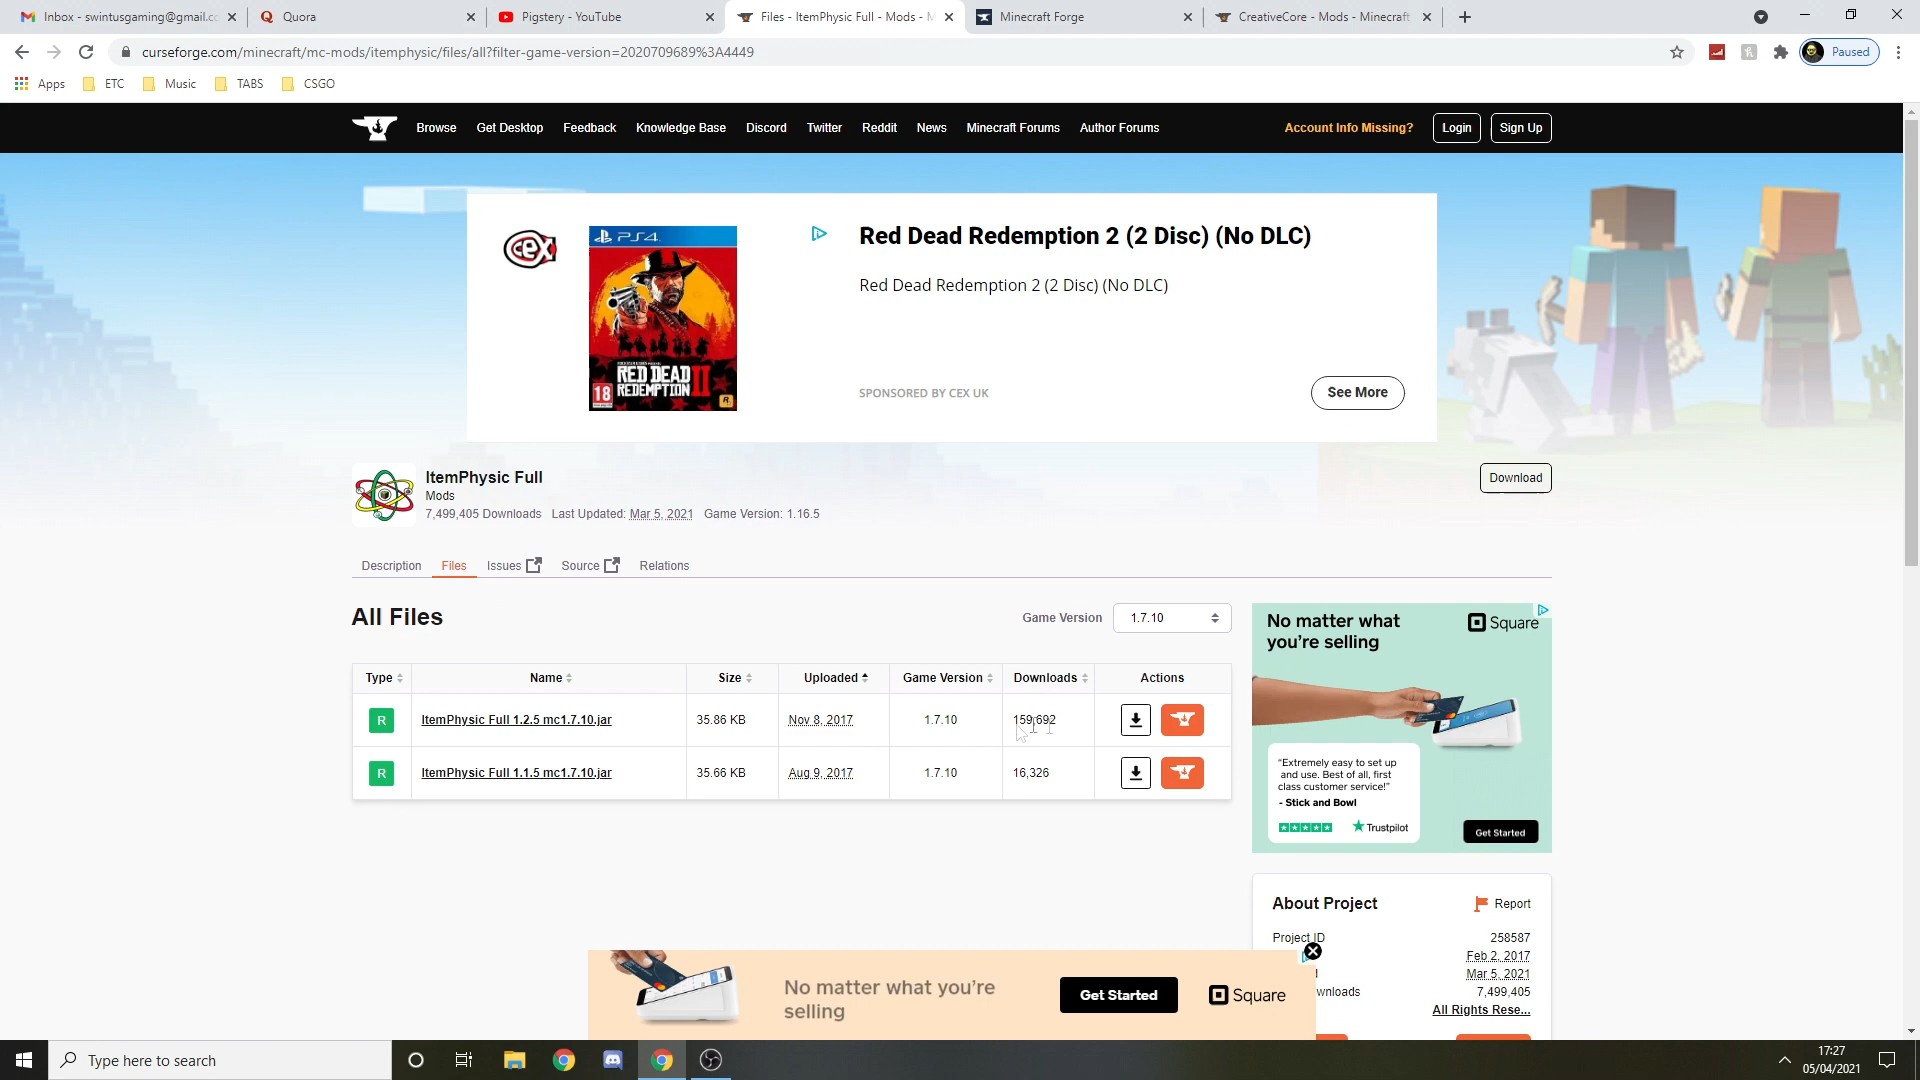 Inbox - swintusgaming@gmail.cc
Quora
Pigstery - YouTube
Files - ItemPhysic Full - Mods - M
Minecraft Forge
CreativeCore - Mods - Minecraft
curseforge.com/minecraft/mc-mods/itemphysic/files/all?filter-game-version=2020709689%3A4449
Paused
Apps
ETC
Music
TABS
CSGO
Browse
Get Desktop
Feedback
Knowledge Base
Discord
Twitter
Reddit
News
Minecraft Forums
Author Forums
Account Info Missing?
Login
Sign Up
cex
PS4
RED DEAD
REDEMPTION II
18
Red Dead Redemption 2 (2 Disc) (No DLC)
Red Dead Redemption 2 (2 Disc) (No DLC)
SPONSORED BY CEX UK
See More
ItemPhysic Full
Mods
7,499,405 Downloads Last Updated: Mar 5, 2021 Game Version: 1.16.5
Download
Description
Files
Issues
Source
Relations
All Files
Game Version
1.7.10
Type
Name
Size
Uploaded
Game Version
Downloads
Actions
R
ItemPhysic Full 1.2.5 mc1.7.10.jar
35.86 KB
Nov 8, 2017
1.7.10
159,692
R
ItemPhysic Full 1.1.5 mc1.7.10.jar
35.66 KB
Aug 9, 2017
1.7.10
16,326
No matter what
you're selling
Square
"Extremely easy to set up
and use. Best of all, first
class customer service!"
- Stick and Bowl
Trustpilot
Get Started
About Project
Report
Project ID
258587
Feb 2, 2017
Mar 5, 2021
wnloads
7,499,405
All Rights Rese...
No matter what you're
selling
Get Started
Square
Type here to search
17:27
05/04/2021